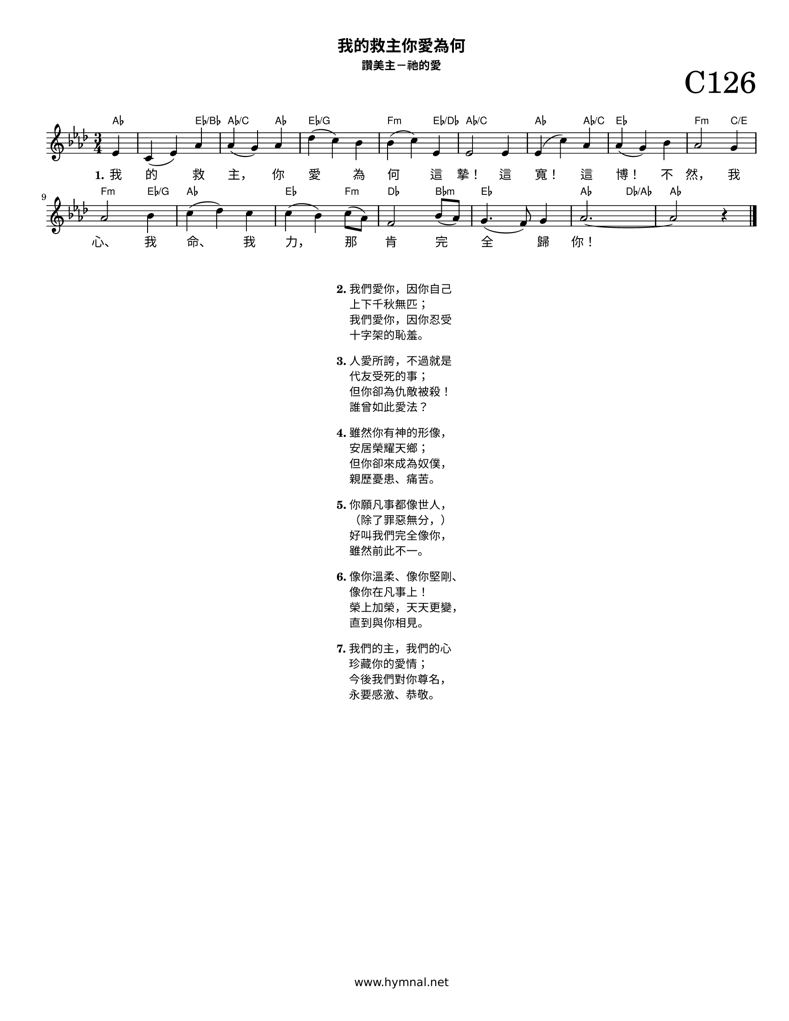 我的救主你愛為何
讚美主－祂的愛
C126
A♭ E♭/B♭ A♭/C A♭ E♭/G Fm E♭/D♭ A♭/C A♭ A♭/C E♭ Fm C/E
3
4
1. 我 的 救 主， 你 愛 為 何 這 摯！ 這 寬！ 這 博！ 不 然， 我
9 Fm E♭/G A♭ E♭ Fm D♭ B♭m E♭ A♭ D♭/A♭ A♭
心、 我 命、 我 力， 那 肯 完 全 歸 你！
2. 我們愛你，因你自己
上下千秋無匹；
我們愛你，因你忍受
十字架的恥羞。
3. 人愛所誇，不過就是
代友受死的事；
但你卻為仇敵被殺！
誰曾如此愛法？
4. 雖然你有神的形像，
安居榮耀天鄉；
但你卻來成為奴僕，
親歷憂患、痛苦。
5. 你願凡事都像世人，
（除了罪惡無分，）
好叫我們完全像你，
雖然前此不一。
6. 像你溫柔、像你堅剛、
像你在凡事上！
榮上加榮，天天更變，
直到與你相見。
7. 我們的主，我們的心
珍藏你的愛情；
今後我們對你尊名，
永要感激、恭敬。
www.hymnal.net